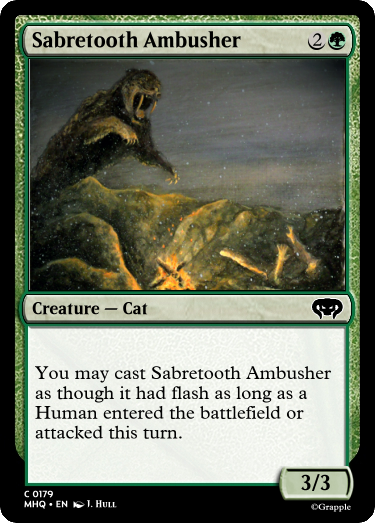 Sabretooth Ambusher 2
Creature — Cat
You may cast Sabretooth Ambusher
as though it had flash as long as a
Human entered the battlefield or
attacked this turn.
3/3
C 0179
MHQ • EN J. Hull
©Grapple